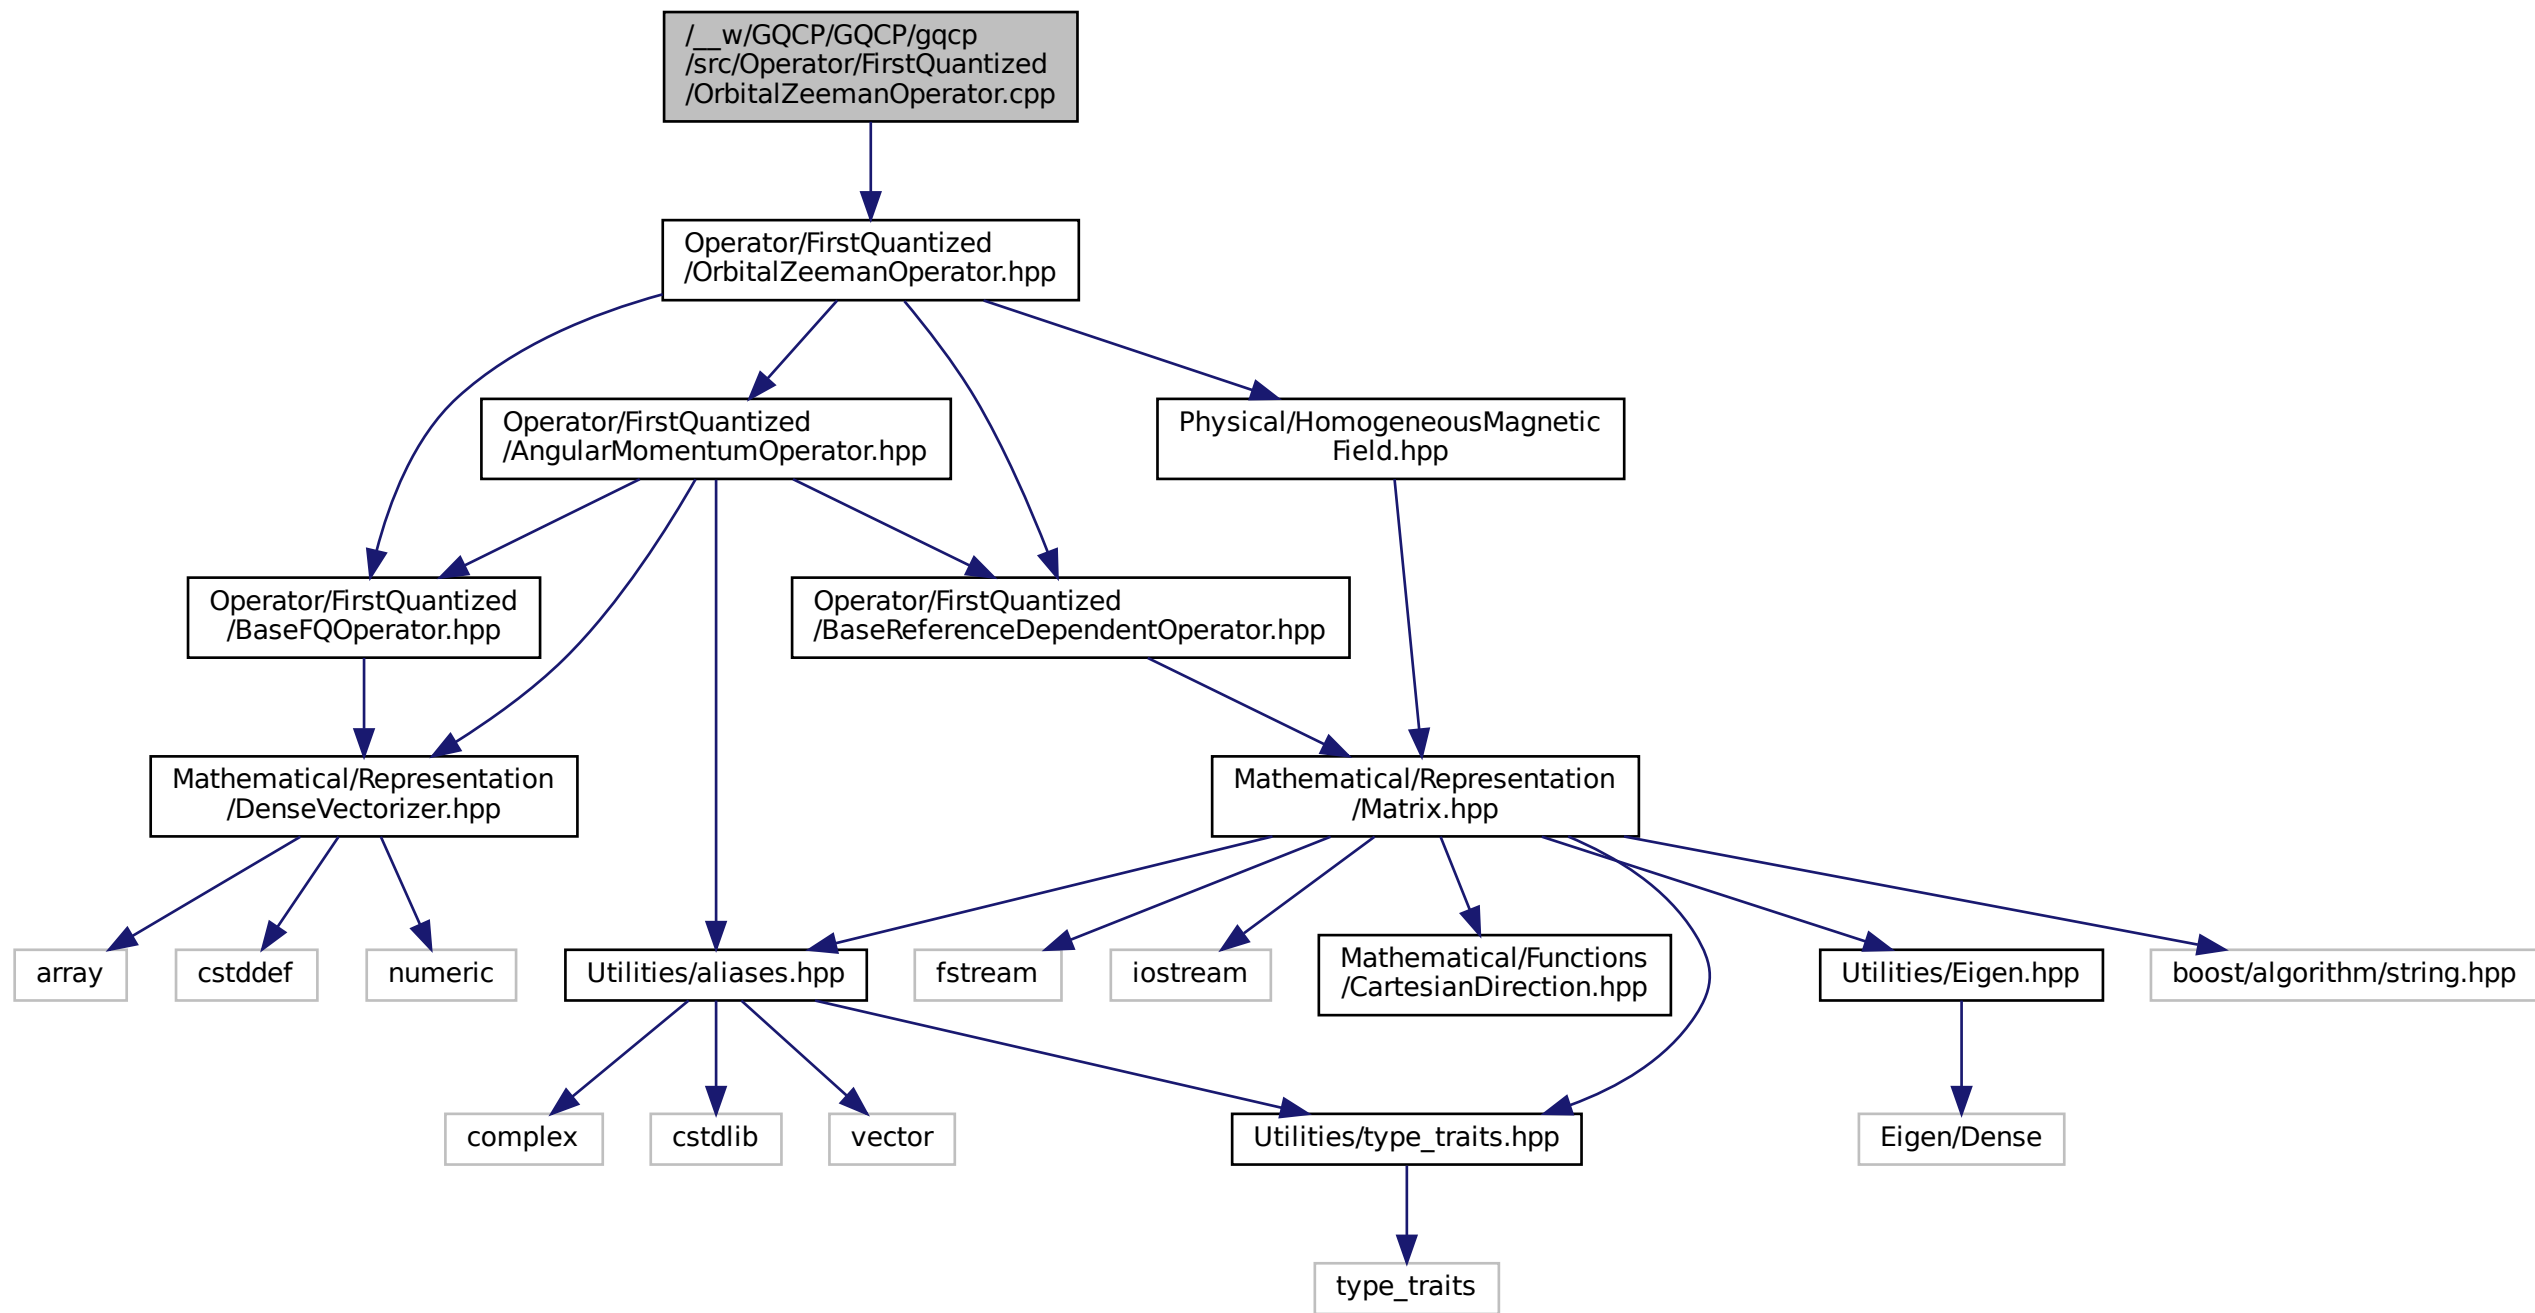 /__w/GQCP/GQCP/gqcp
/src/Operator/FirstQuantized
/OrbitalZeemanOperator.cpp
Operator/FirstQuantized
/OrbitalZeemanOperator.hpp
Operator/FirstQuantized
/AngularMomentumOperator.hpp
Physical/HomogeneousMagnetic
Field.hpp
Operator/FirstQuantized
/BaseFQOperator.hpp
Operator/FirstQuantized
/BaseReferenceDependentOperator.hpp
Mathematical/Representation
/DenseVectorizer.hpp
Mathematical/Representation
/Matrix.hpp
array
cstddef
numeric
Utilities/aliases.hpp
fstream
iostream
Mathematical/Functions
/CartesianDirection.hpp
Utilities/Eigen.hpp
boost/algorithm/string.hpp
complex
cstdlib
vector
Utilities/type_traits.hpp
Eigen/Dense
type_traits